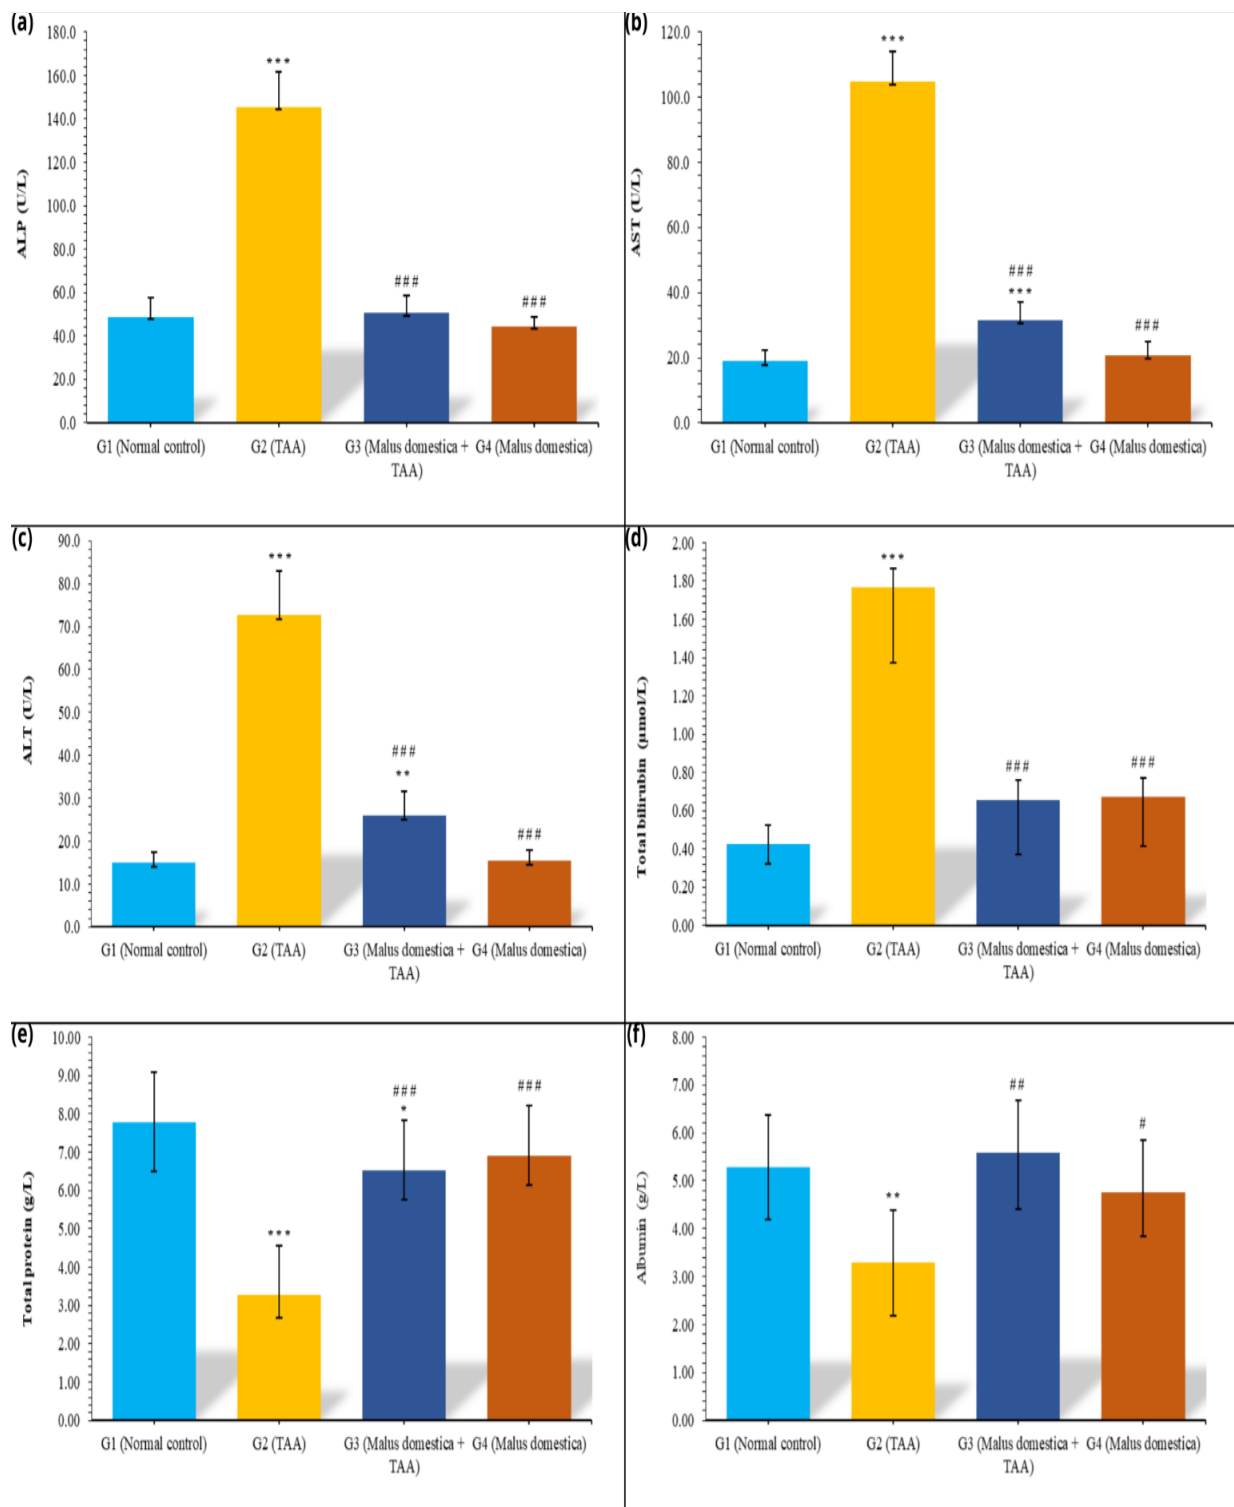 (a)
180.0
160.0
140.0
120.0
100.0
80.0
60.0
40.0
20.0
0.0
ALP (U/L)
***
###
###
G1 (Normal control)
G2 (TAA)
G3 (Malus domestica +
TAA)
G4 (Malus domestica)
(b)
120.0
100.0
80.0
60.0
40.0
20.0
0.0
AST (U/L)
***
###
***
###
G1 (Normal control)
G2 (TAA)
G3 (Malus domestica +
TAA)
G4 (Malus domestica)
(c)
90.0
80.0
70.0
60.0
50.0
40.0
30.0
20.0
10.0
0.0
ALT (U/L)
***
###
**
###
G1 (Normal control)
G2 (TAA)
G3 (Malus domestica +
TAA)
G4 (Malus domestica)
(d)
2.00
1.80
1.60
1.40
1.20
1.00
0.80
0.60
0.40
0.20
0.00
Total bilirubin (µmol/L)
***
###
###
G1 (Normal control)
G2 (TAA)
G3 (Malus domestica +
TAA)
G4 (Malus domestica)
(e)
10.00
9.00
8.00
7.00
6.00
5.00
4.00
3.00
2.00
1.00
0.00
Total protein (g/L)
***
###
*
###
G1 (Normal control)
G2 (TAA)
G3 (Malus domestica +
TAA)
G4 (Malus domestica)
(f)
8.00
7.00
6.00
5.00
4.00
3.00
2.00
1.00
0.00
Albumin (g/L)
**
##
#
G1 (Normal control)
G2 (TAA)
G3 (Malus domestica +
TAA)
G4 (Malus domestica)